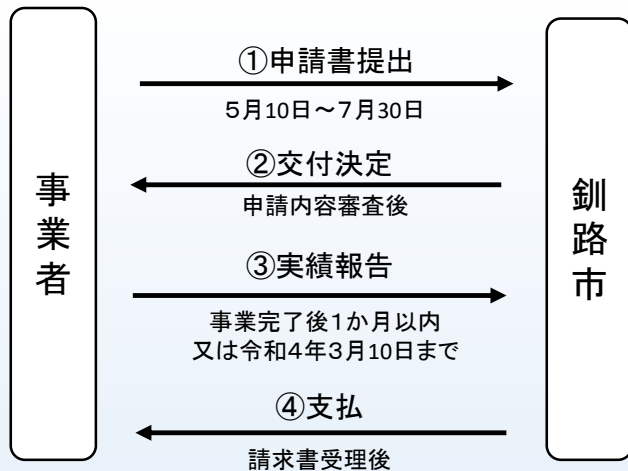 事業者
①申請書提出
5月10日～7月30日
②交付決定
申請内容審査後
③実績報告
事業完了後1か月以内
又は令和4年3月10日まで
④支払
請求書受理後
釧路市